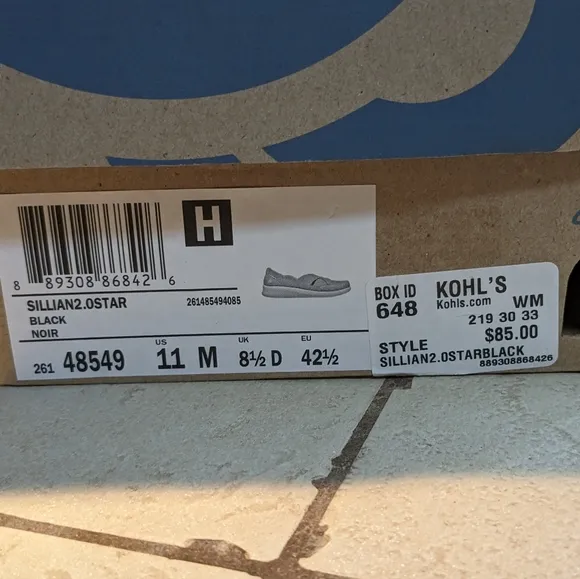 H
8 89308 86842 6
SILLIAN2.0STAR
261485494085
BLACK
NOIR
US UK EU
261 48549 11 M 8½ D 42½
BOX ID KOHL'S
648 Kohls.com WM
219 30 33
$85.00
STYLE
SILLIAN2.0STARBLACK
889308868426